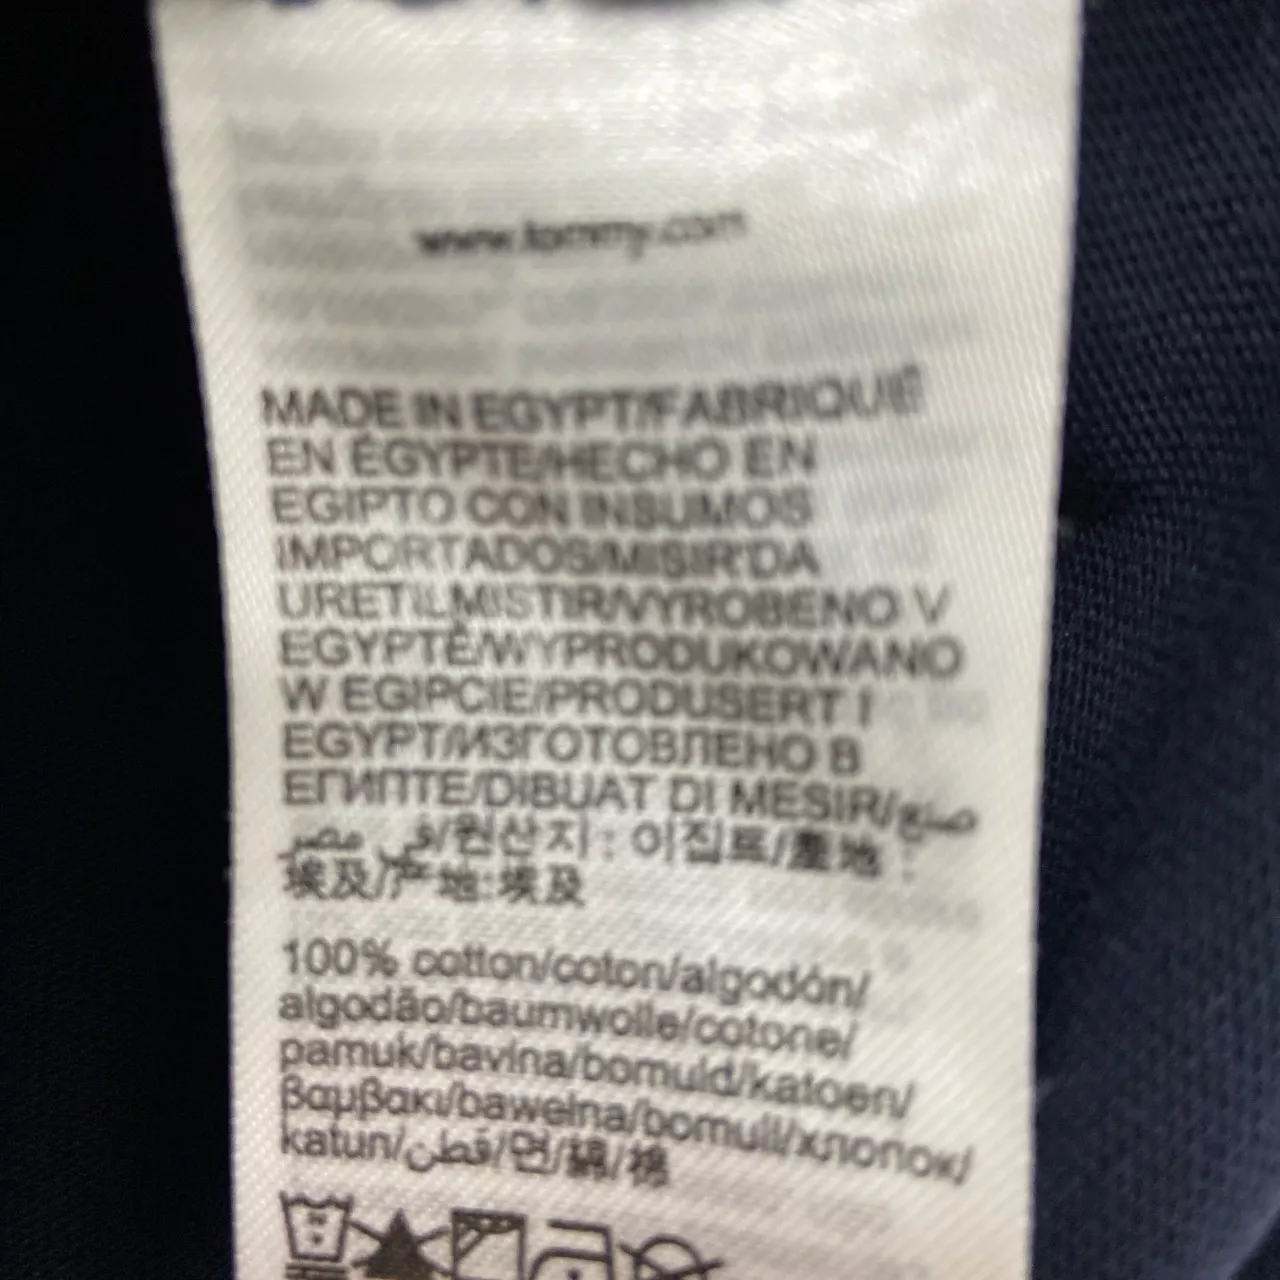 www.tommy.com
MADE IN EGYPT/FABRIQUÉ
EN ÉGYPTE/HECHO EN
EGIPTO CON INSUMOS
IMPORTADOS/MISIR'DA
URETILMISTIR/VYROBENO V
EGYPTĚ/WYPRODUKOWANO
W EGIPCIE/PRODUSERT I
EGYPT/ИЗГОТОВЛЕНО В
ЕГИПТЕ/DIBUAT DI MESIR/صنع
في مصر/원산지 : 이집트/產地 :
埃及/产地:埃及
100% cotton/coton/algodón/
algodão/baumwolle/cotone/
pamuk/bavlna/bomuld/katoen/
βαμβακι/bawełna/bomull/хлопок/
katun/قطن/면/綿/棉